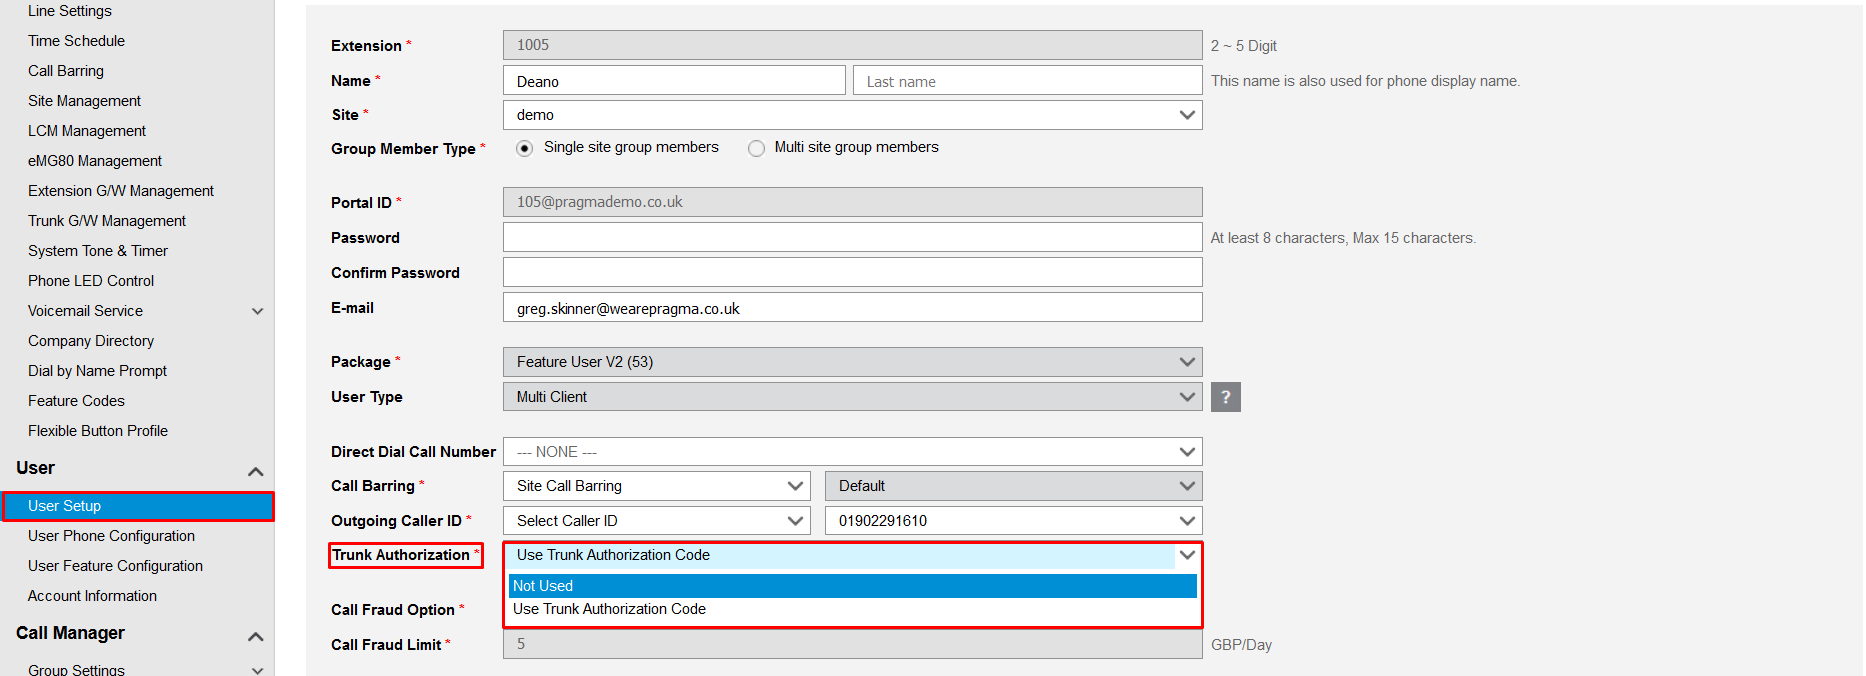 Line Settings
Time Schedule
Call Barring
Site Management
LCM Management
eMG80 Management
Extension G/W Management
Trunk G/W Management
System Tone & Timer
Phone LED Control
Voicemail Service
Company Directory
Dial by Name Prompt
Feature Codes
Flexible Button Profile
User
User Setup
User Phone Configuration
User Feature Configuration
Account Information
Call Manager
Group Settings
Extension * 1005 2 ~ 5 Digit
Name * Deano Last name This name is also used for phone display name.
Site * demo
Group Member Type * Single site group members Multi site group members
Portal ID * 105@pragmademo.co.uk
Password At least 8 characters, Max 15 characters.
Confirm Password
E-mail greg.skinner@wearepragma.co.uk
Package * Feature User V2 (53)
User Type Multi Client ?
Direct Dial Call Number --- NONE ---
Call Barring * Site Call Barring Default
Outgoing Caller ID * Select Caller ID 01902291610
Trunk Authorization * Use Trunk Authorization Code
Not Used
Call Fraud Option * Use Trunk Authorization Code
Call Fraud Limit * 5 GBP/Day